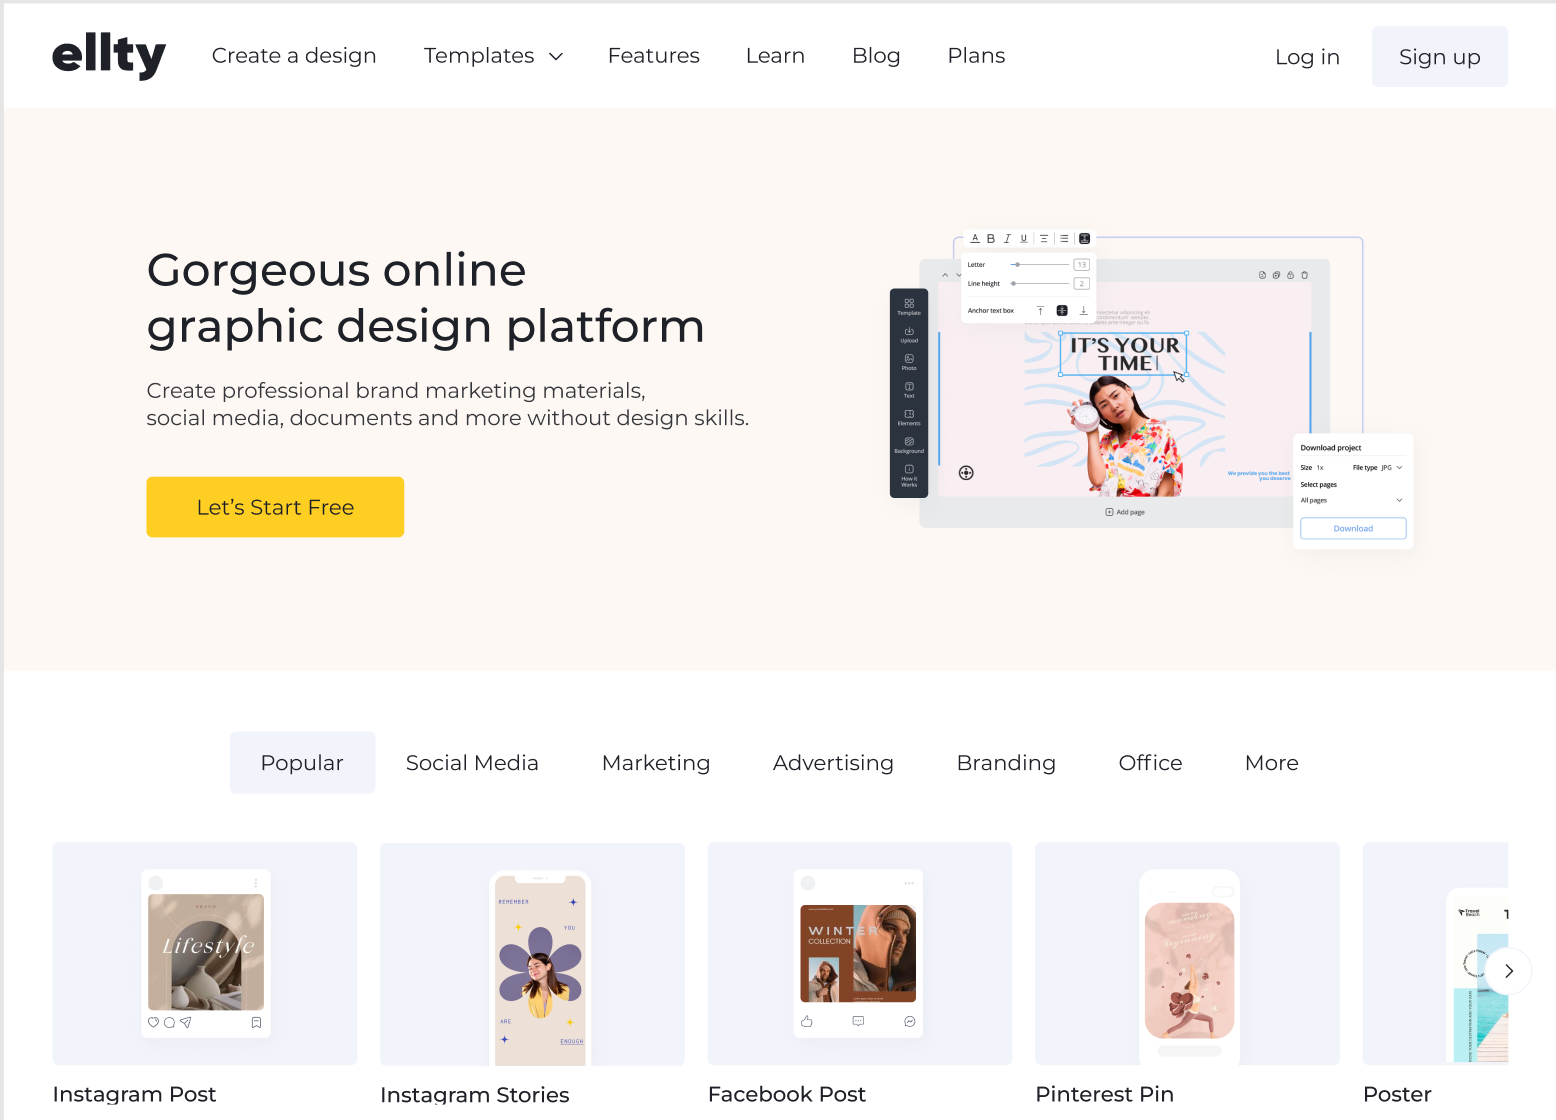 ellty
Create a design
Templates
Features
Learn
Blog
Plans
Log in
Sign up
Gorgeous online
graphic design platform
Create professional brand marketing materials,
social media, documents and more without design skills.
Let's Start Free
A B I U
Letter 13
Line height 2
Anchor text box
Template
Upload
Photo
Text
Elements
Background
How it
Works
IT'S YOUR
TIME
We provide you the best
you deserve
Add page
Download project
Size 1x File type JPG
Select pages
All pages
Download
Popular
Social Media
Marketing
Advertising
Branding
Office
More
Lifestyle
Instagram Post
REMEMBER
YOU
ARE
ENOUGH
Instagram Stories
WINTER
COLLECTION
Facebook Post
Pinterest Pin
Travel
Beach
Poster